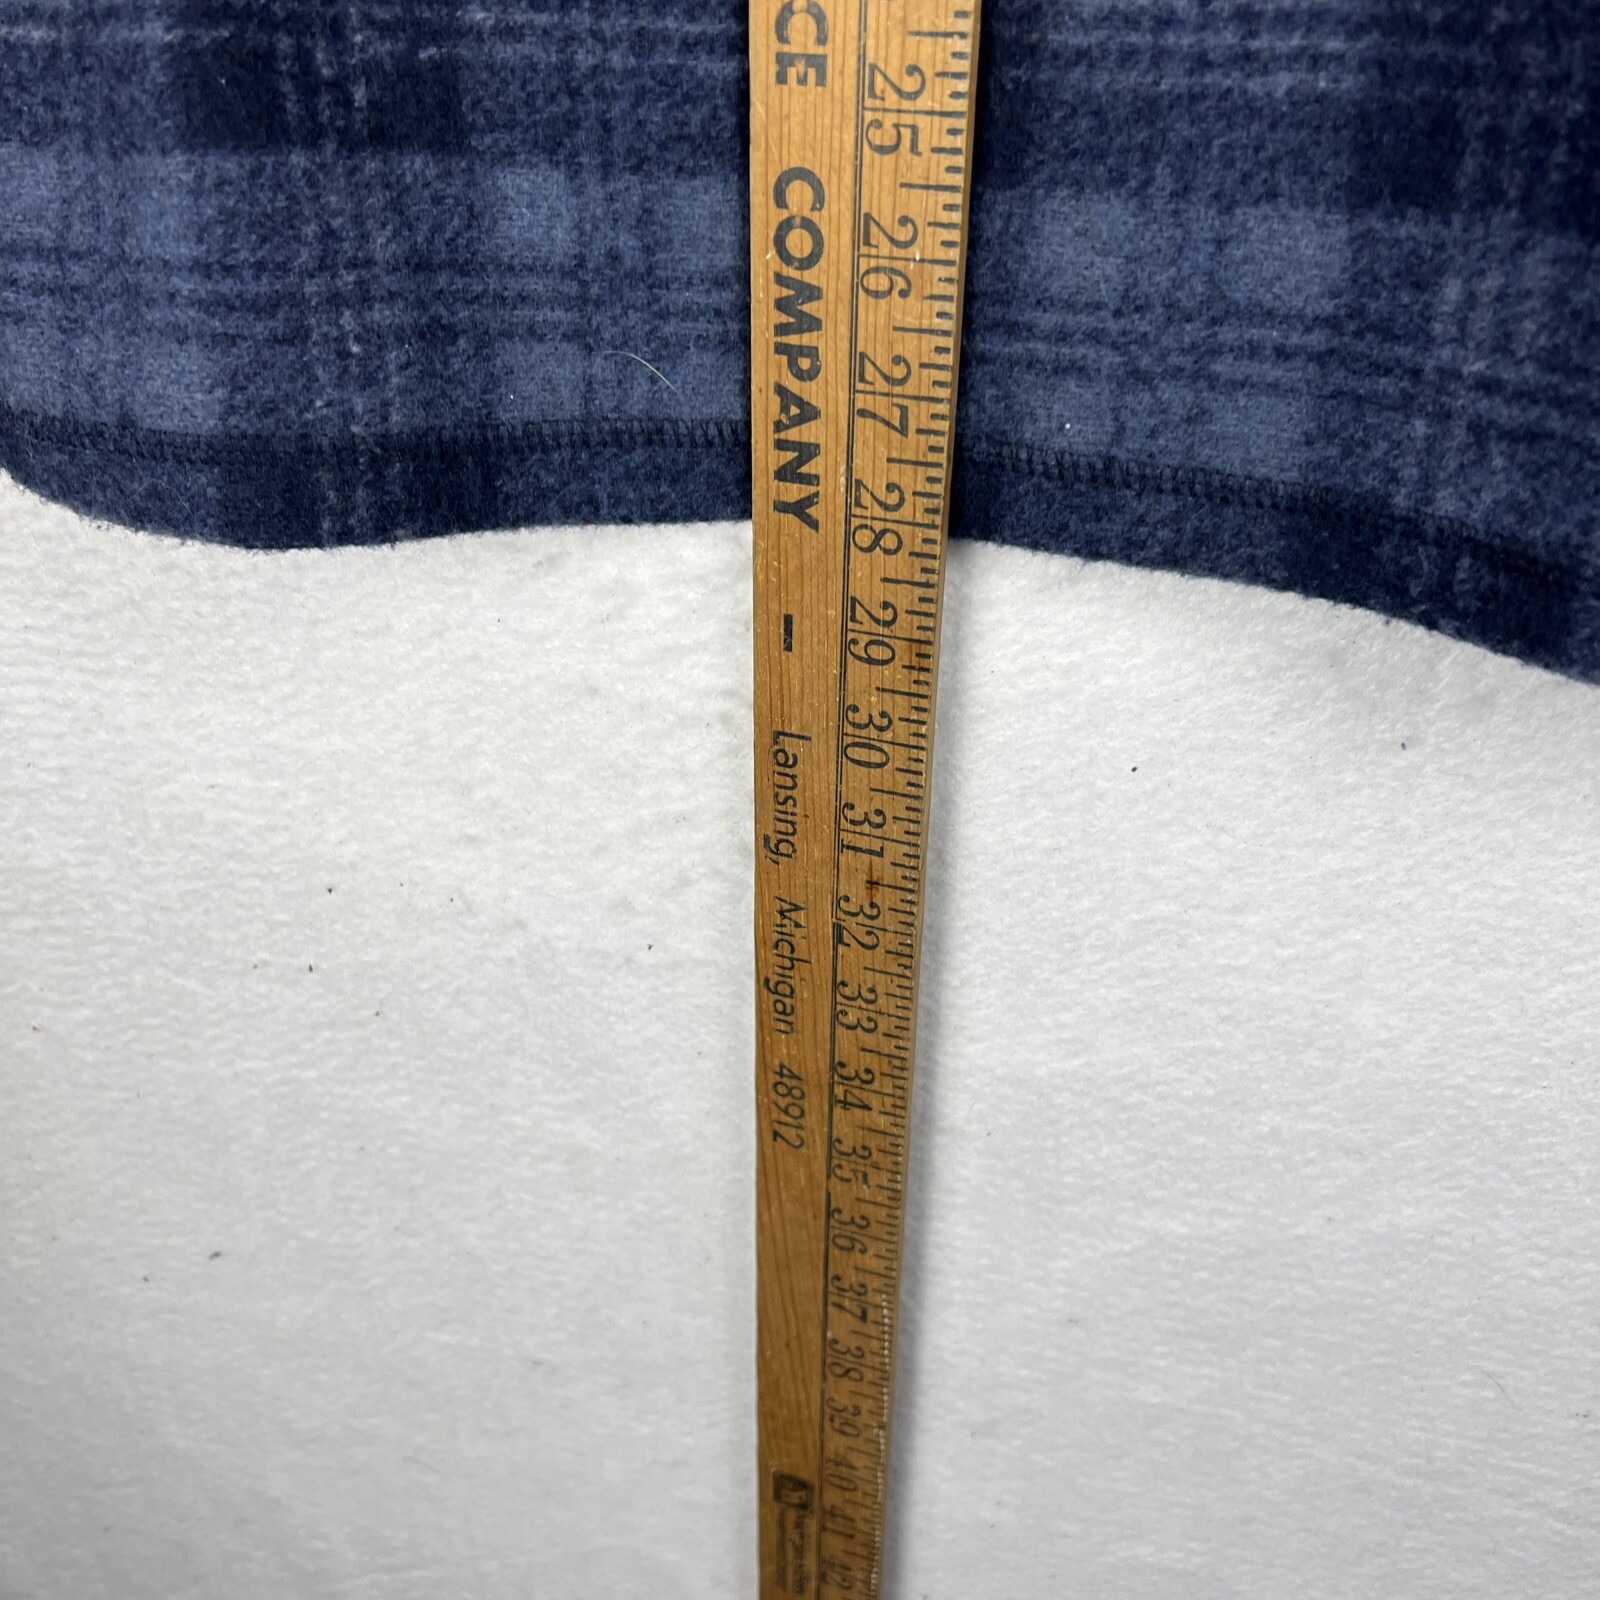 CE COMPANY - Lansing, Michigan 48912
25 26 27 28 29 30 31 32 33 34 35 36 37 38 39 40 41 42